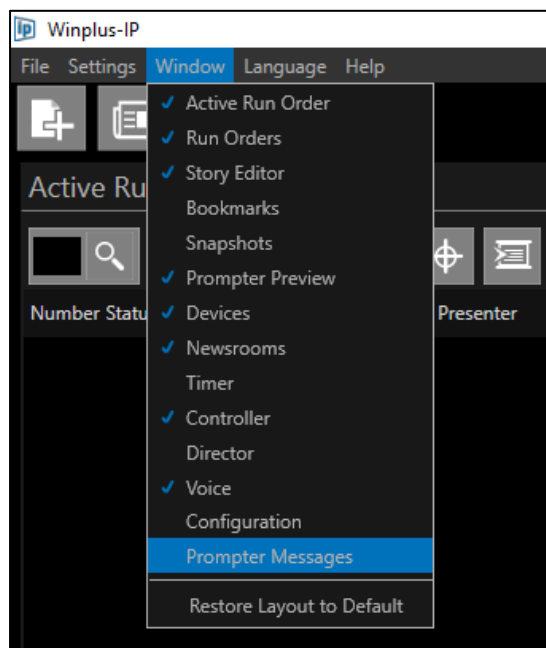 Winplus-IP
File Settings Window Language Help
Active Run Order
Run Orders
Active Ru
Story Editor
Bookmarks
Snapshots
Prompter Preview
Number Statu
Devices
Presenter
Newsrooms
Timer
Controller
Director
Voice
Configuration
Prompter Messages
Restore Layout to Default